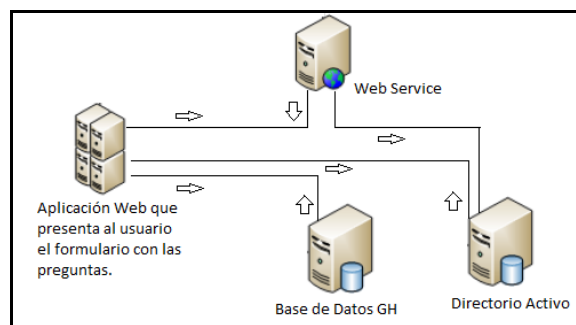 Web Service
Aplicación Web que
presenta al usuario
el formulario con las
preguntas.
Base de Datos GH
Directorio Activo